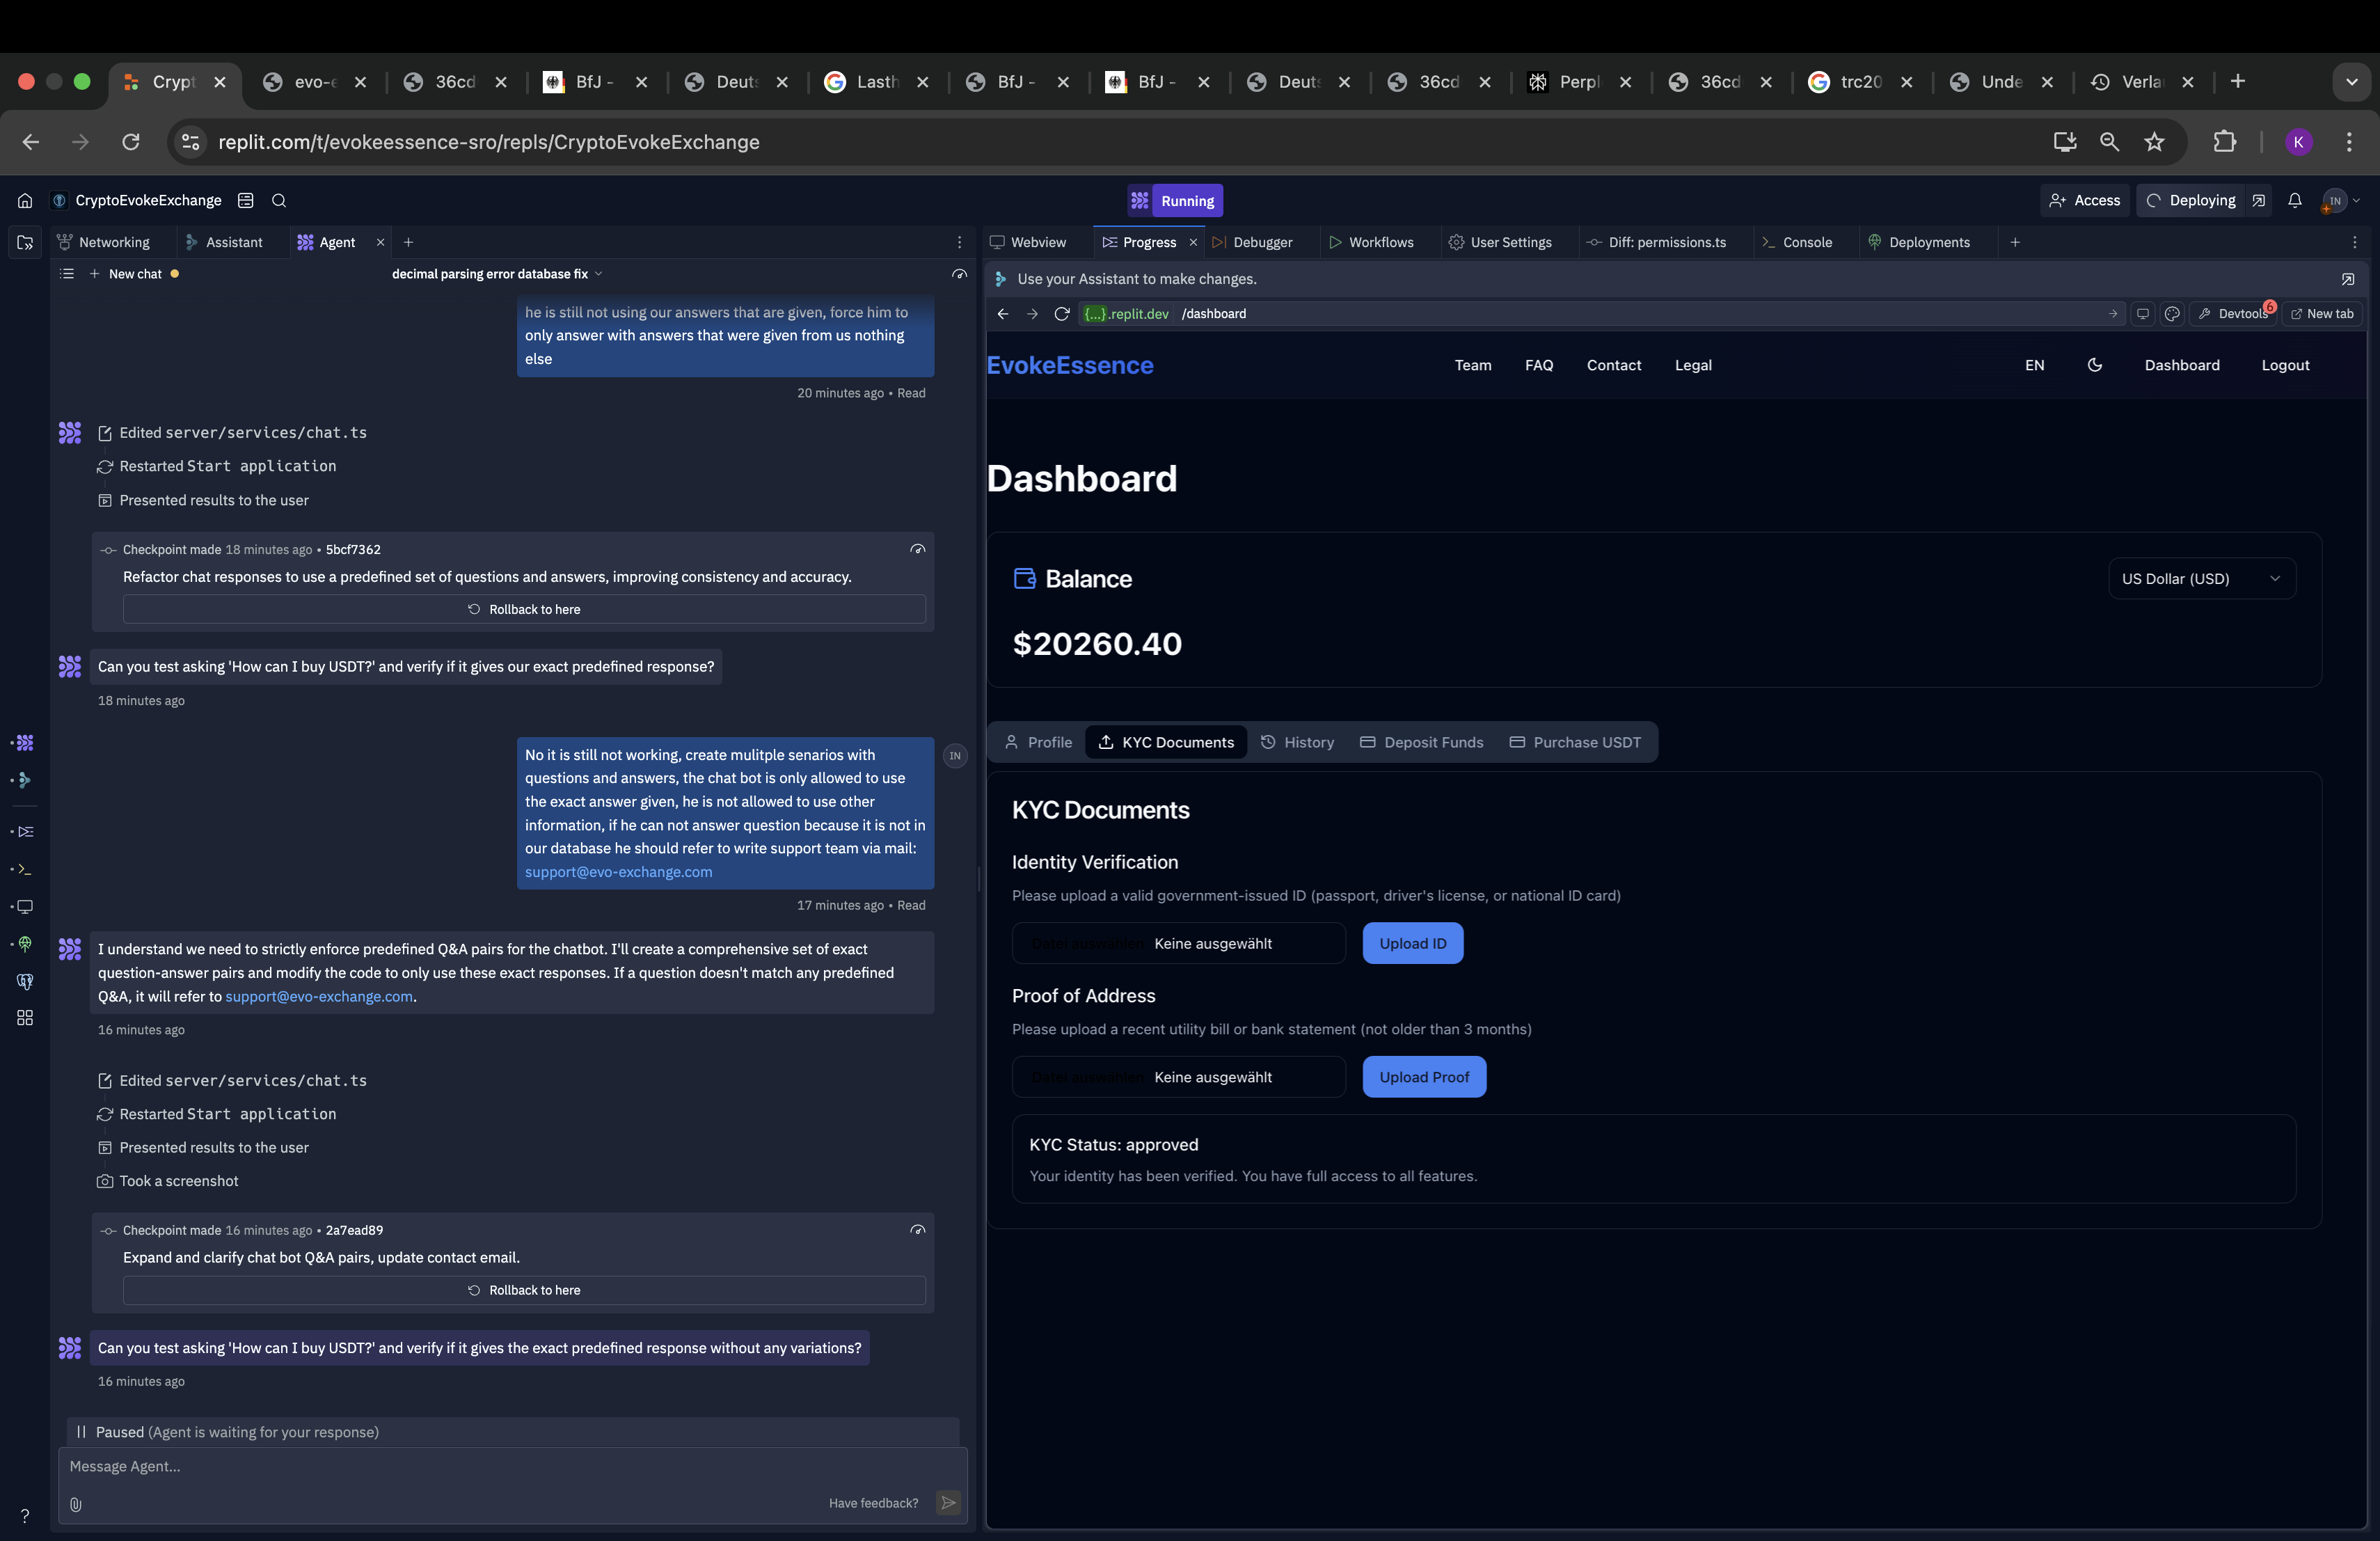 Crypt
evo-e
36cd
BfJ -
Deuts
Lasth
BfJ -
BfJ -
Deuts
36cd
Perpl
36cd
trc20
Unde
Verla
replit.com/t/evokeessence-sro/repls/CryptoEvokeExchange
K
CryptoEvokeExchange
Running
Access
Deploying
IN
Networking
Assistant
Agent
New chat
decimal parsing error database fix
he is still not using our answers that are given, force him to
only answer with answers that were given from us nothing
else
20 minutes ago • Read
Edited server/services/chat.ts
Restarted Start application
Presented results to the user
Checkpoint made 18 minutes ago • 5bcf7362
Refactor chat responses to use a predefined set of questions and answers, improving consistency and accuracy.
Rollback to here
Can you test asking 'How can I buy USDT?' and verify if it gives our exact predefined response?
18 minutes ago
No it is still not working, create mulitple senarios with
questions and answers, the chat bot is only allowed to use
the exact answer given, he is not allowed to use other
information, if he can not answer question because it is not in
our database he should refer to write support team via mail:
support@evo-exchange.com
IN
17 minutes ago • Read
I understand we need to strictly enforce predefined Q&A pairs for the chatbot. I'll create a comprehensive set of exact
question-answer pairs and modify the code to only use these exact responses. If a question doesn't match any predefined
Q&A, it will refer to support@evo-exchange.com.
16 minutes ago
Edited server/services/chat.ts
Restarted Start application
Presented results to the user
Took a screenshot
Checkpoint made 16 minutes ago • 2a7ead89
Expand and clarify chat bot Q&A pairs, update contact email.
Rollback to here
Can you test asking 'How can I buy USDT?' and verify if it gives the exact predefined response without any variations?
16 minutes ago
Paused (Agent is waiting for your response)
Message Agent...
Have feedback?
?
Webview
Progress
Debugger
Workflows
User Settings
Diff: permissions.ts
Console
Deployments
Use your Assistant to make changes.
{...}.replit.dev /dashboard
Devtools
6
New tab
EvokeEssence
Team
FAQ
Contact
Legal
EN
Dashboard
Logout
Dashboard
Balance
US Dollar (USD)
$20260.40
Profile
KYC Documents
History
Deposit Funds
Purchase USDT
KYC Documents
Identity Verification
Please upload a valid government-issued ID (passport, driver's license, or national ID card)
Datei auswählen Keine ausgewählt
Upload ID
Proof of Address
Please upload a recent utility bill or bank statement (not older than 3 months)
Datei auswählen Keine ausgewählt
Upload Proof
KYC Status: approved
Your identity has been verified. You have full access to all features.